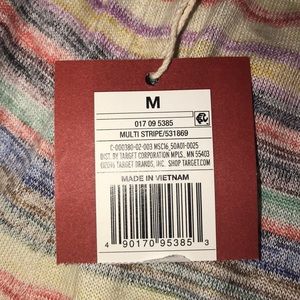 M
017 09 5385
MULTI STRIPE/531869
C-000380-02-003 MSC16_50A01-0025
DIST. BY TARGET CORPORATION MPLS, MN 55403
©2016 TARGET BRANDS, INC. SHOP TARGET.COM
MADE IN VIETNAM
4 90170 95385 3